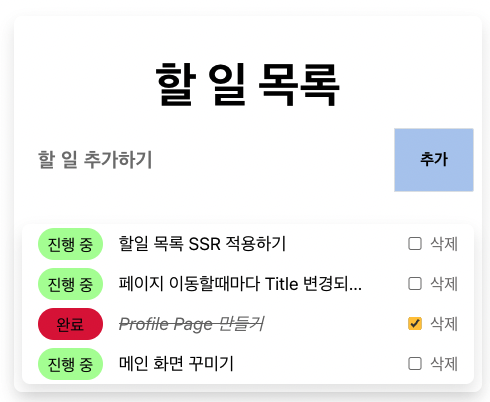 할 일 목록
할 일 추가하기 추가
진행 중 할일 목록 SSR 적용하기 삭제
진행 중 페이지 이동할때마다 Title 변경되... 삭제
완료 Profile Page 만들기 삭제
진행 중 메인 화면 꾸미기 삭제